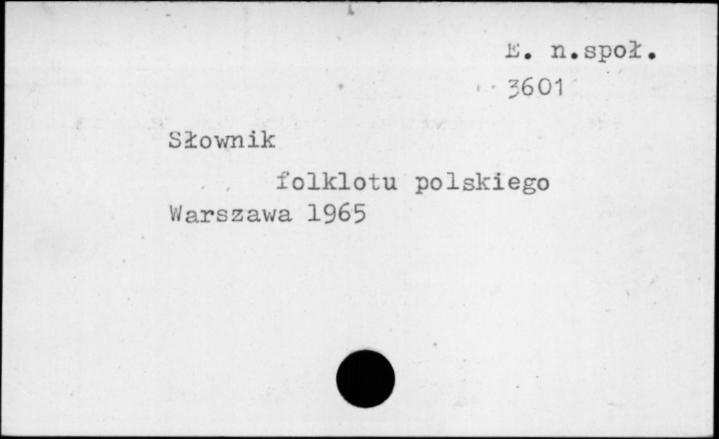 E. n.społ.
3601
Słownik
folklotu polskiego
Warszawa 1965